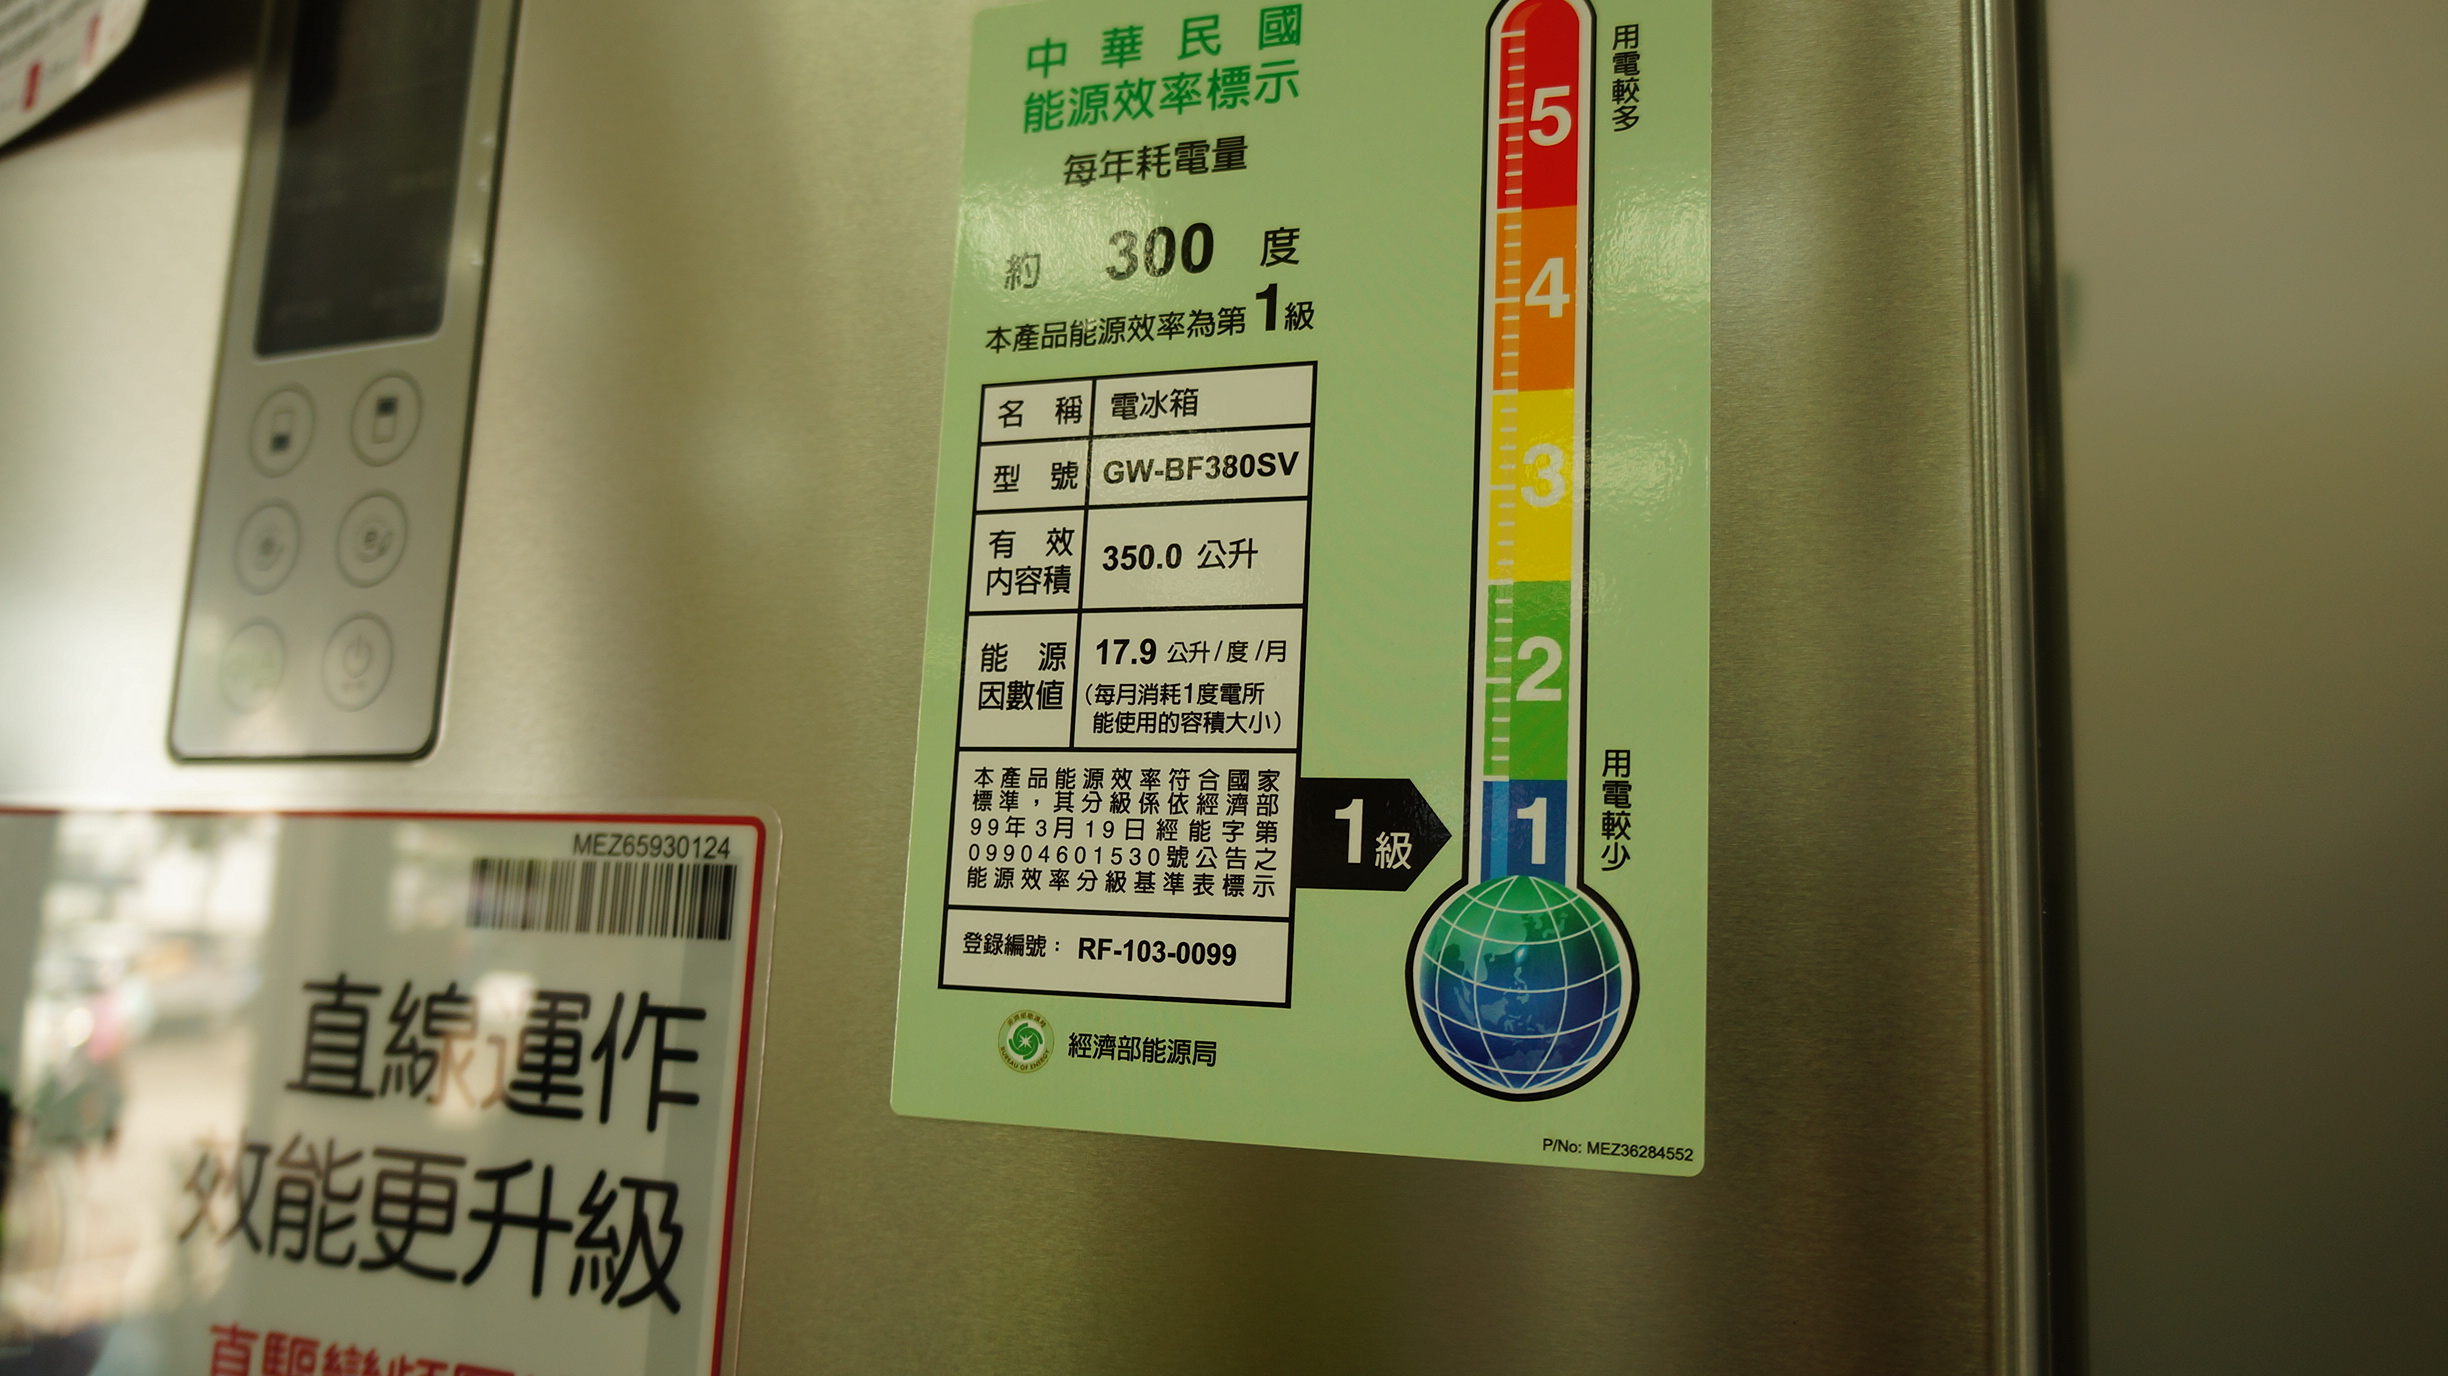 中華民國
能源效率標示
每年耗電量
約 300 度
本產品能源效率為第1級
名稱 電冰箱
型號 GW-BF380SV
有效內容積 350.0 公升
能源因數值 17.9 公升/度/月
(每月消耗1度電所
能使用的容積大小)
本產品能源效率符合國家
標準，其分級係依經濟部
99年3月19日經能字第
09904601530號公告之
能源效率分級基準表標示
登錄編號： RF-103-0099
經濟部能源局
BUREAU OF ENERGY
用電較多
5
4
3
2
1
用電較少
1級
P/No: MEZ36284552
MEZ65930124
直線運作
效能更升級
直驅變頻